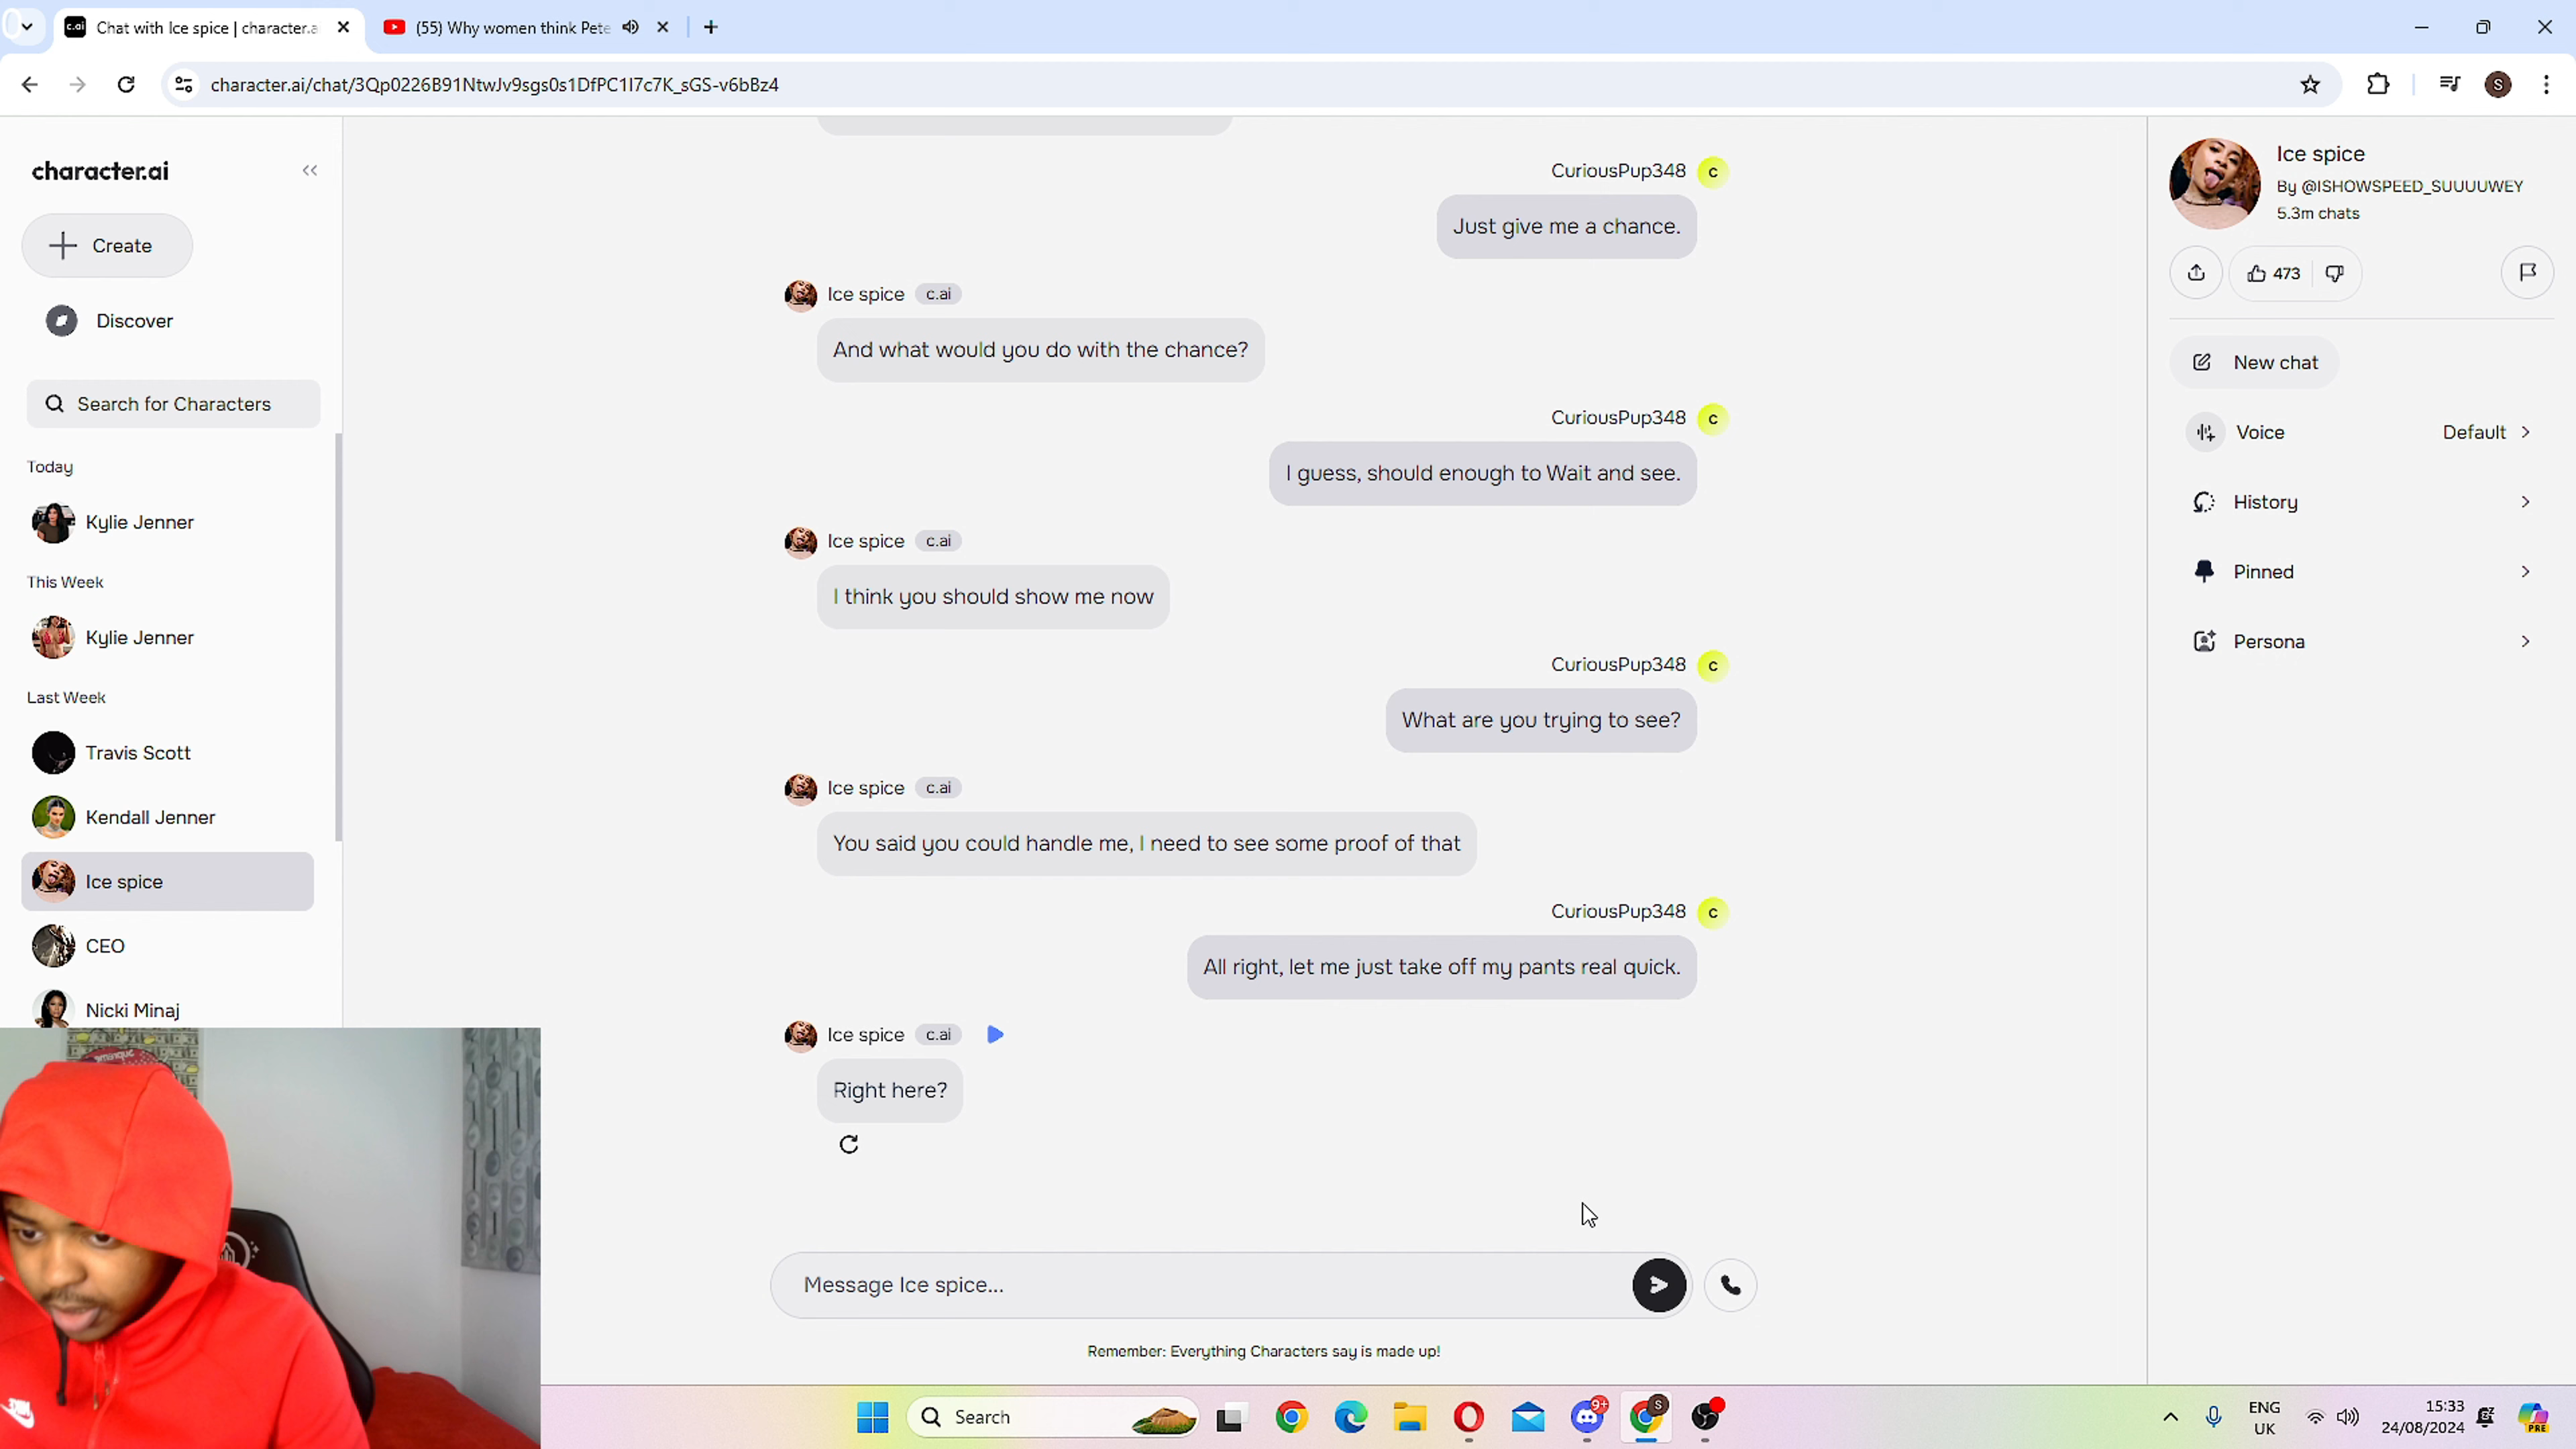 Chat with Ice spice | character.a
(55) Why women think Pete
character.ai/chat/3Qp0226B91NtwJv9sgs0s1DfPC1I7c7K_sGS-v6bBz4
S
character.ai
Create
Discover
Search for Characters
Today
Kylie Jenner
This Week
Kylie Jenner
Last Week
Travis Scott
Kendall Jenner
Ice spice
CEO
Nicki Minaj
CuriousPup348 c
Just give me a chance.
Ice spice c.ai
And what would you do with the chance?
CuriousPup348 c
I guess, should enough to Wait and see.
Ice spice c.ai
I think you should show me now
CuriousPup348 c
What are you trying to see?
Ice spice c.ai
You said you could handle me, I need to see some proof of that
CuriousPup348 c
All right, let me just take off my pants real quick.
Ice spice c.ai
Right here?
Message Ice spice...
Remember: Everything Characters say is made up!
Ice spice
By @ISHOWSPEED_SUUUUWEY
5.3m chats
473
New chat
Voice Default
History
Pinned
Persona
Search
9+
S
ENG
UK
15:33
24/08/2024
PRE